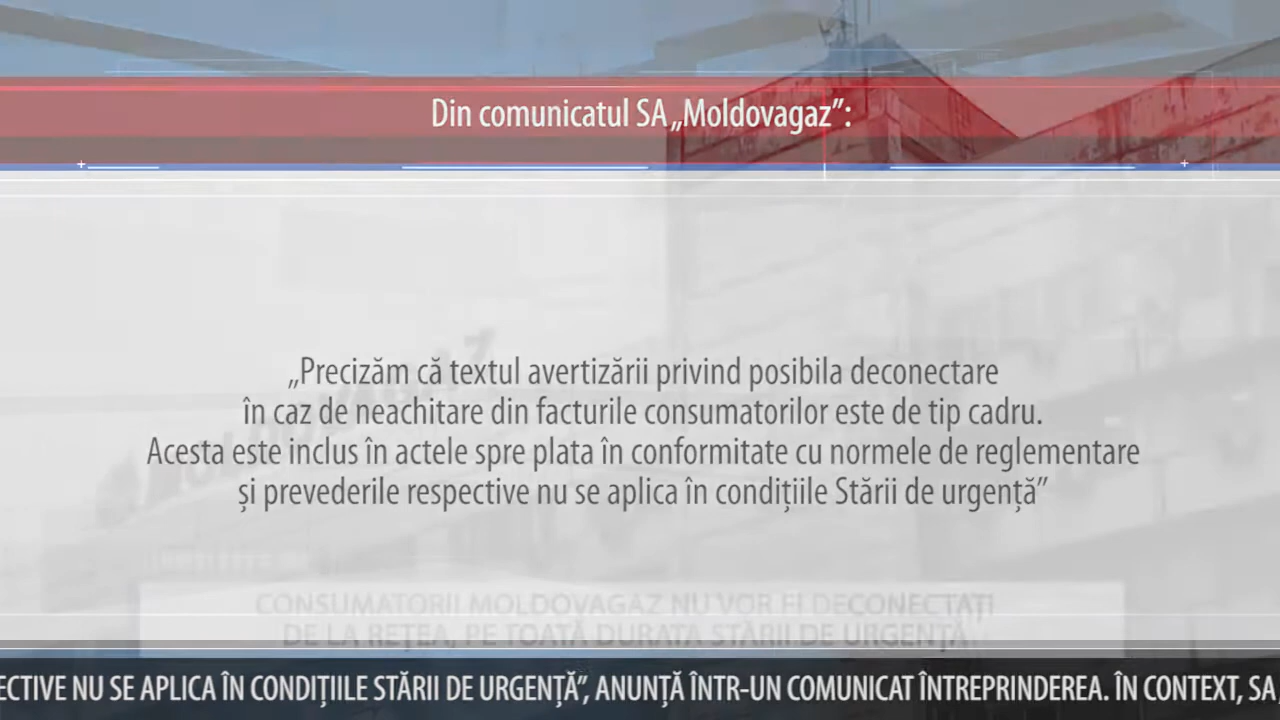 Din comunicatul SA „Moldovagaz”:
„Precizăm că textul avertizării privind posibila deconectare
în caz de neachitare din facturile consumatorilor este de tip cadru.
Acesta este inclus în actele spre plata în conformitate cu normele de reglementare
și prevederile respective nu se aplica în condițiile Stării de urgență”
CONSUMATORII MOLDOVAGAZ NU VOR FI DECONECTAȚI
DE LA REȚEA, PE TOATĂ DURATA STĂRII DE URGENȚĂ
ECTIVE NU SE APLICA ÎN CONDIȚIILE STĂRII DE URGENȚĂ”, ANUNȚĂ ÎNTR-UN COMUNICAT ÎNTREPRINDEREA. ÎN CONTEXT, SA